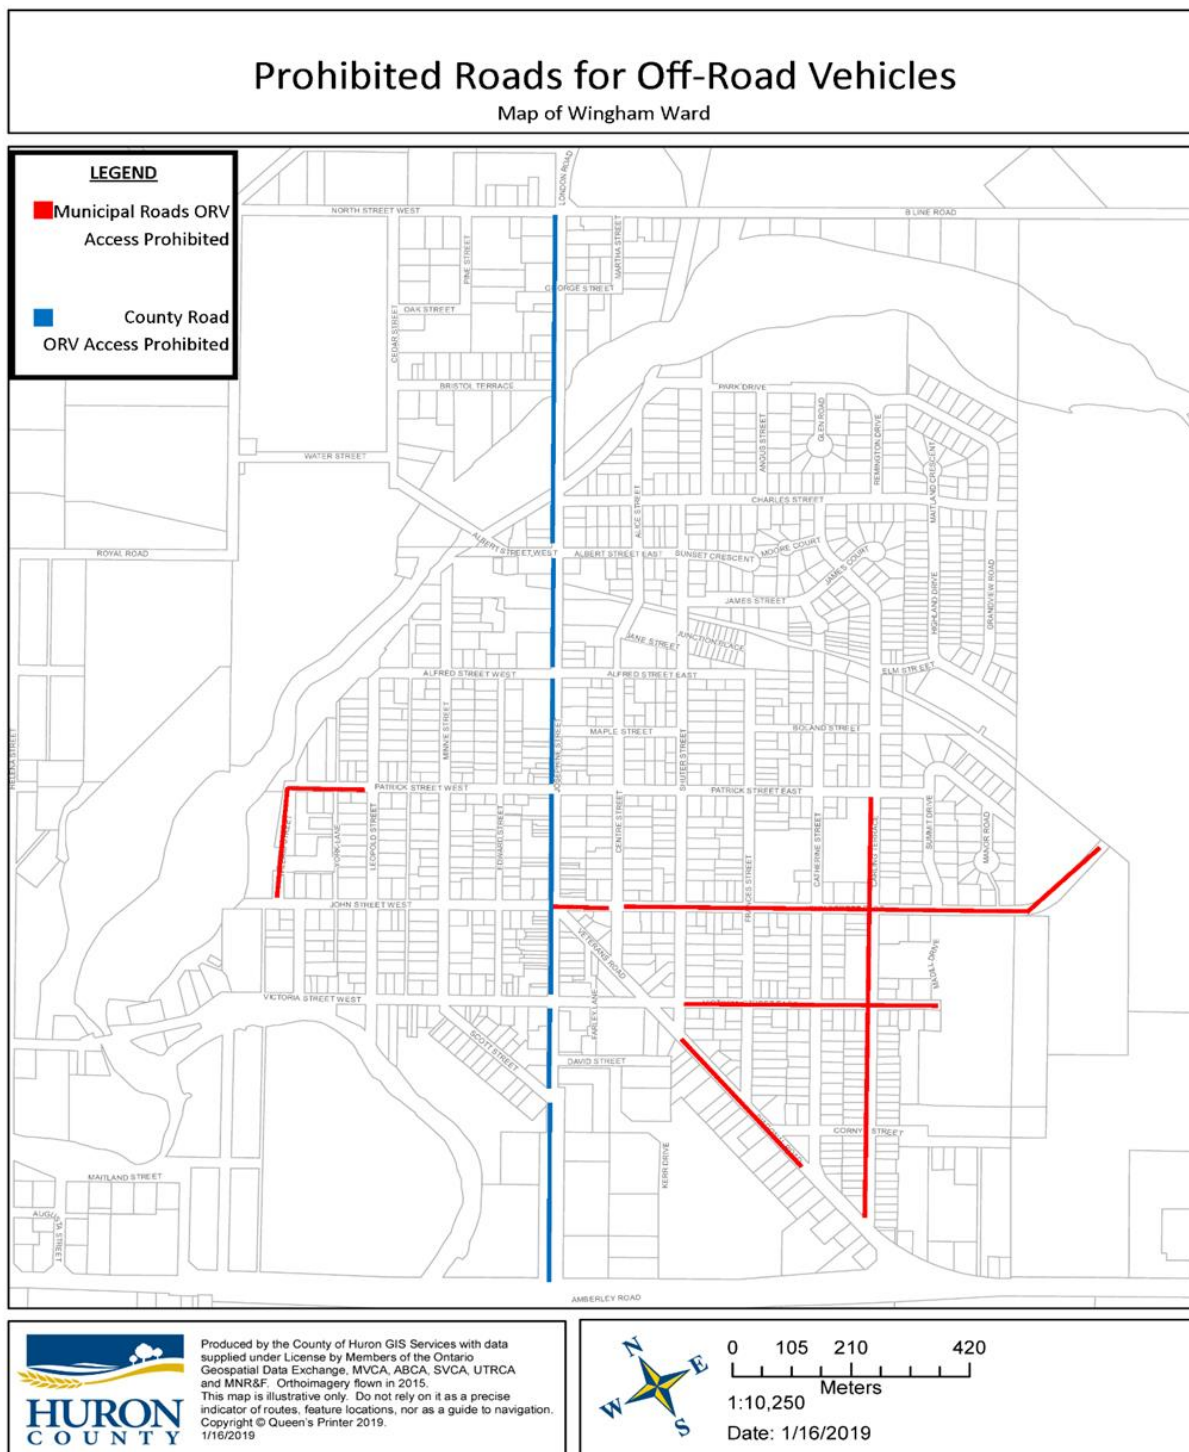 Prohibited Roads for Off-Road Vehicles
Map of Wingham Ward
LEGEND
Municipal Roads ORV
Access Prohibited
County Road
ORV Access Prohibited
LONDON ROAD
NORTH STREET WEST
B LINE ROAD
MARTHA STREET
PINE STREET
GEORGE STREET
OAK STREET
CEDAR STREET
BRISTOL TERRACE
PARK DRIVE
ANGUS STREET
GLEN ROAD
REMINGTON DRIVE
MAITLAND CRESCENT
WATER STREET
CHARLES STREET
ALICE STREET
ROYAL ROAD
ALBERT STREET WEST
ALBERT STREET EAST
SUNSET CRESCENT
MOORE COURT
JAMES COURT
JAMES STREET
HIGHLAND DRIVE
GRANDVIEW ROAD
JANE STREET
JUNCTION PLACE
ALFRED STREET WEST
ALFRED STREET EAST
ELM STREET
HELENA STREET
MINNIE STREET
JOSEPHINE STREET
MAPLE STREET
SHUTER STREET
BOLAND STREET
PATRICK STREET WEST
PATRICK STREET EAST
YORK LANE
LEOPOLD STREET
EDWARD STREET
CENTRE STREET
FRANCES STREET
CATHERINE STREET
CARLING TERRACE
SUMMIT DRIVE
MANOR ROAD
JOHN STREET WEST
VETERANS ROAD
MAGILL DRIVE
VICTORIA STREET WEST
FARLEY LANE
SCOTT STREET
DAVID STREET
STREET
KERR DRIVE
MAITLAND STREET
AUGUSTA STREET
AMBERLEY ROAD
HURON
COUNTY
Produced by the County of Huron GIS Services with data
supplied under License by Members of the Ontario
Geospatial Data Exchange, MVCA, ABCA, SVCA, UTRCA
and MNR&F. Orthoimagery flown in 2015.
This map is illustrative only. Do not rely on it as a precise
indicator of routes, feature locations, nor as a guide to navigation.
Copyright © Queen's Printer 2019.
1/16/2019
N
E
W
S
0 105 210 420
Meters
1:10,250
Date: 1/16/2019